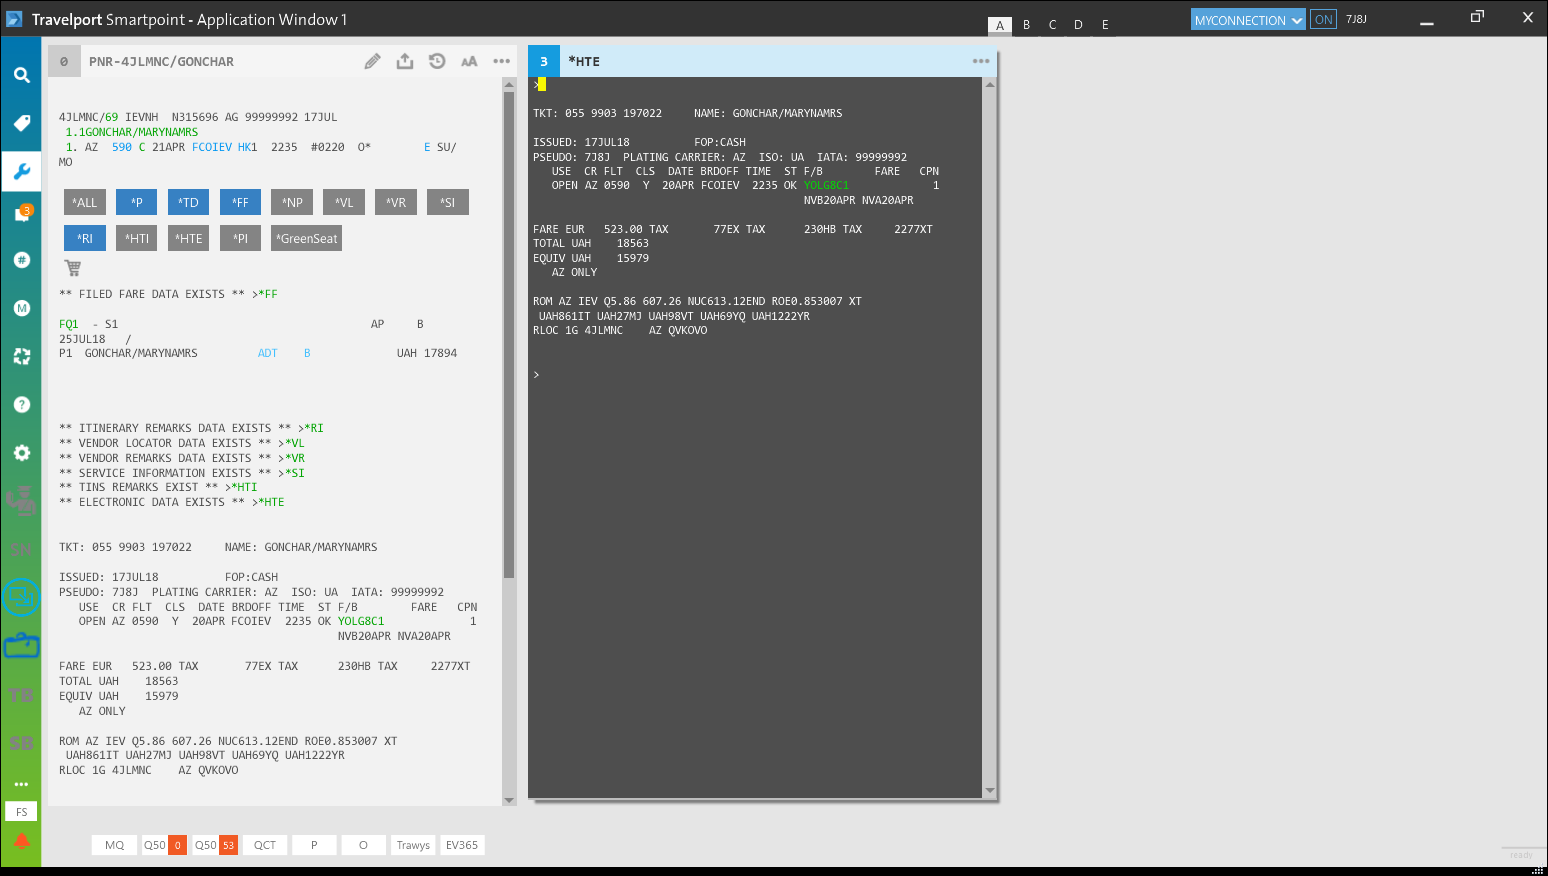 Travelport Smartpoint - Application Window 1
A B C D E
MYCONNECTION ON 7J8J
0 PNR-4JLMNC/GONCHAR AA •••
3
#
M
?
SP
TB
SB
•••
FS
4JLMNC/69 IEVNH N315696 AG 99999992 17JUL
1.1GONCHAR/MARYNAMRS
1. AZ 590 C 21APR FCOIEV HK1 2235 #0220 O* E SU/
MO
*ALL *P *TD *FF *NP *VL *VR *SI
*RI *HTI *HTE *PI *GreenSeat
** FILED FARE DATA EXISTS ** >*FF
FQ1 - S1 AP B
25JUL18 /
P1 GONCHAR/MARYNAMRS ADT B UAH 17894
** ITINERARY REMARKS DATA EXISTS ** >*RI
** VENDOR LOCATOR DATA EXISTS ** >*VL
** VENDOR REMARKS DATA EXISTS ** >*VR
** SERVICE INFORMATION EXISTS ** >*SI
** TINS REMARKS EXIST ** >*HTI
** ELECTRONIC DATA EXISTS ** >*HTE
TKT: 055 9903 197022 NAME: GONCHAR/MARYNAMRS
ISSUED: 17JUL18 FOP:CASH
PSEUDO: 7J8J PLATING CARRIER: AZ ISO: UA IATA: 99999992
USE CR FLT CLS DATE BRDOFF TIME ST F/B FARE CPN
OPEN AZ 0590 Y 20APR FCOIEV 2235 OK YOLG8C1 1
NVB20APR NVA20APR
FARE EUR 523.00 TAX 77EX TAX 230HB TAX 2277XT
TOTAL UAH 18563
EQUIV UAH 15979
AZ ONLY
ROM AZ IEV Q5.86 607.26 NUC613.12END ROE0.853007 XT
UAH861IT UAH27MJ UAH98VT UAH69YQ UAH1222YR
RLOC 1G 4JLMNC AZ QVKOVO
3 *HTE •••
>
TKT: 055 9903 197022 NAME: GONCHAR/MARYNAMRS
ISSUED: 17JUL18 FOP:CASH
PSEUDO: 7J8J PLATING CARRIER: AZ ISO: UA IATA: 99999992
USE CR FLT CLS DATE BRDOFF TIME ST F/B FARE CPN
OPEN AZ 0590 Y 20APR FCOIEV 2235 OK YOLG8C1 1
NVB20APR NVA20APR
FARE EUR 523.00 TAX 77EX TAX 230HB TAX 2277XT
TOTAL UAH 18563
EQUIV UAH 15979
AZ ONLY
ROM AZ IEV Q5.86 607.26 NUC613.12END ROE0.853007 XT
UAH861IT UAH27MJ UAH98VT UAH69YQ UAH1222YR
RLOC 1G 4JLMNC AZ QVKOVO
>
MQ Q50 0 Q50 53 QCT P O Trawys EV365
ready